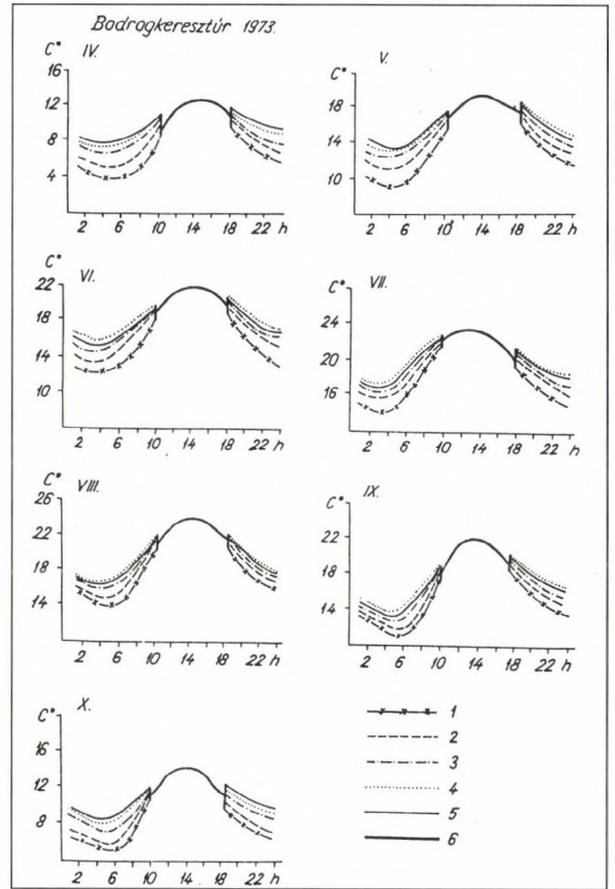 Bodrogkeresztúr 1973.
C° IV.
16
12
8
4
2 6 10 14 18 22 h
C° V.
18
14
10
2 6 10 14 18 22 h
C° VI.
22
18
14
10
2 6 10 14 18 22 h
C° VII.
24
20
16
2 6 10 14 18 22 h
C° VIII.
26
22
18
14
2 6 10 14 18 22 h
C° IX.
22
18
14
2 6 10 14 18 22 h
C° X.
16
12
8
2 6 10 14 18 22 h
1
2
3
4
5
6